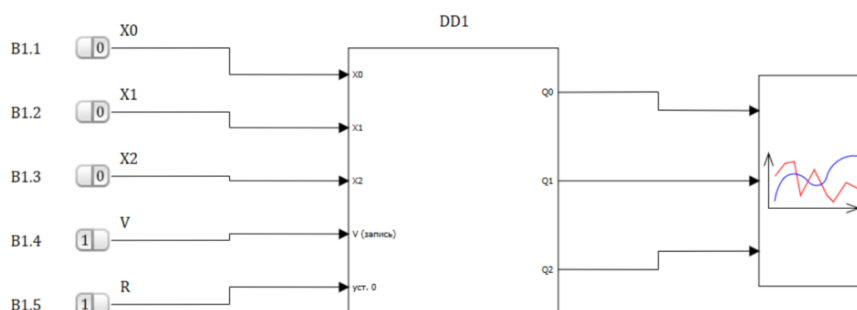 DD1
B1.1 0 X0
X0
Q0
B1.2 0 X1
X1
B1.3 0 X2
X2
Q1
B1.4 1 V
V (запись)
Q2
B1.5 1 R
уст. 0